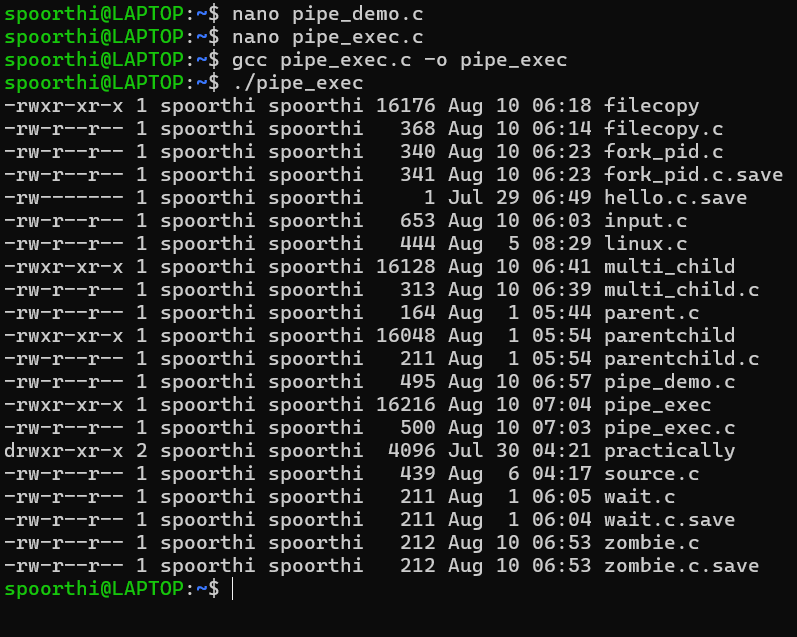 spoorthi@LAPTOP:~$ nano pipe_demo.c
spoorthi@LAPTOP:~$ nano pipe_exec.c
spoorthi@LAPTOP:~$ gcc pipe_exec.c -o pipe_exec
spoorthi@LAPTOP:~$ ./pipe_exec
-rwxr-xr-x 1 spoorthi spoorthi 16176 Aug 10 06:18 filecopy
-rw-r--r-- 1 spoorthi spoorthi   368 Aug 10 06:14 filecopy.c
-rw-r--r-- 1 spoorthi spoorthi   340 Aug 10 06:23 fork_pid.c
-rw-r--r-- 1 spoorthi spoorthi   341 Aug 10 06:23 fork_pid.c.save
-rw------- 1 spoorthi spoorthi     1 Jul 29 06:49 hello.c.save
-rw-r--r-- 1 spoorthi spoorthi   653 Aug 10 06:03 input.c
-rw-r--r-- 1 spoorthi spoorthi   444 Aug  5 08:29 linux.c
-rwxr-xr-x 1 spoorthi spoorthi 16128 Aug 10 06:41 multi_child
-rw-r--r-- 1 spoorthi spoorthi   313 Aug 10 06:39 multi_child.c
-rw-r--r-- 1 spoorthi spoorthi   164 Aug  1 05:44 parent.c
-rwxr-xr-x 1 spoorthi spoorthi 16048 Aug  1 05:54 parentchild
-rw-r--r-- 1 spoorthi spoorthi   211 Aug  1 05:54 parentchild.c
-rw-r--r-- 1 spoorthi spoorthi   495 Aug 10 06:57 pipe_demo.c
-rwxr-xr-x 1 spoorthi spoorthi 16216 Aug 10 07:04 pipe_exec
-rw-r--r-- 1 spoorthi spoorthi   500 Aug 10 07:03 pipe_exec.c
drwxr-xr-x 2 spoorthi spoorthi  4096 Jul 30 04:21 practically
-rw-r--r-- 1 spoorthi spoorthi   439 Aug  6 04:17 source.c
-rw-r--r-- 1 spoorthi spoorthi   211 Aug  1 06:05 wait.c
-rw-r--r-- 1 spoorthi spoorthi   211 Aug  1 06:04 wait.c.save
-rw-r--r-- 1 spoorthi spoorthi   212 Aug 10 06:53 zombie.c
-rw-r--r-- 1 spoorthi spoorthi   212 Aug 10 06:53 zombie.c.save
spoorthi@LAPTOP:~$